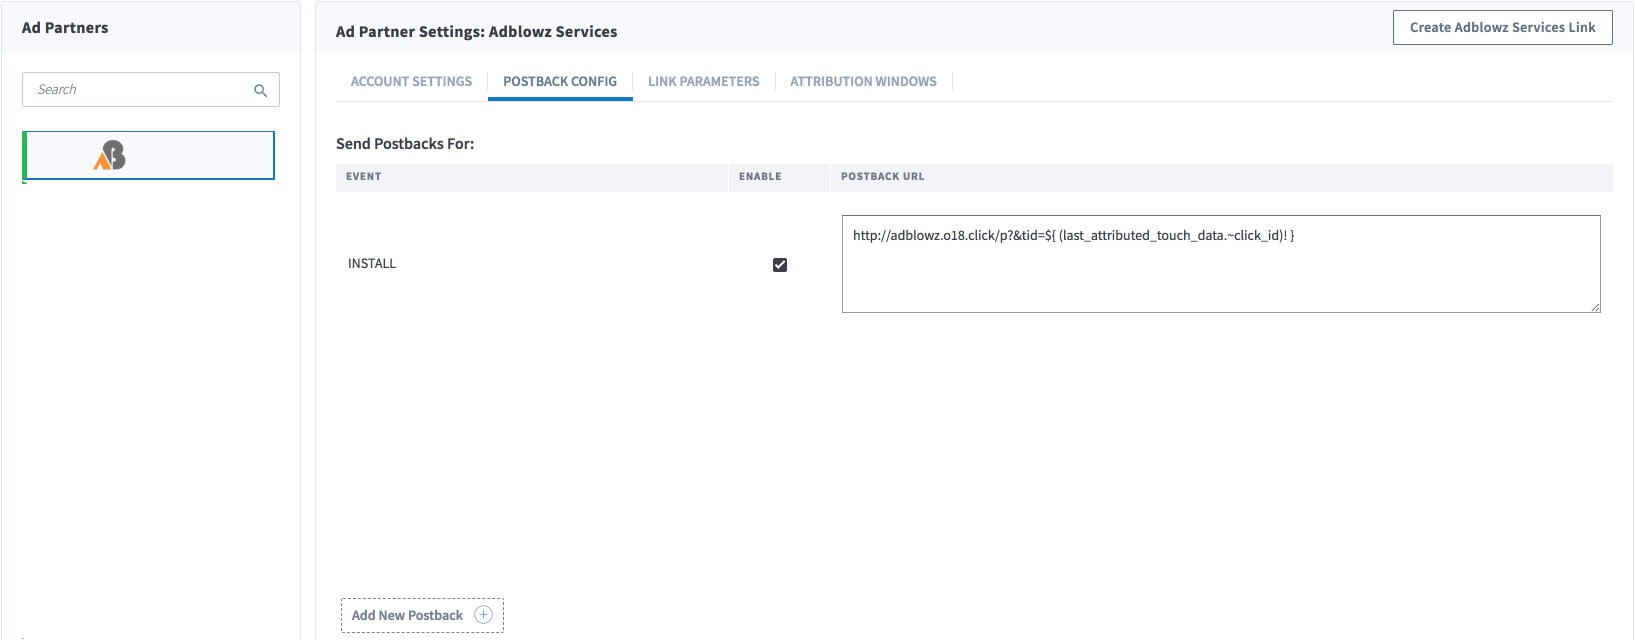 Ad Partners
Search
Ad Partner Settings: Adblowz Services
Create Adblowz Services Link
ACCOUNT SETTINGS
POSTBACK CONFIG
LINK PARAMETERS
ATTRIBUTION WINDOWS
Send Postbacks For:
EVENT
ENABLE
POSTBACK URL
INSTALL
http://adblowz.o18.click/p?&tid=${ (last_attributed_touch_data.~click_id)! }
Add New Postback